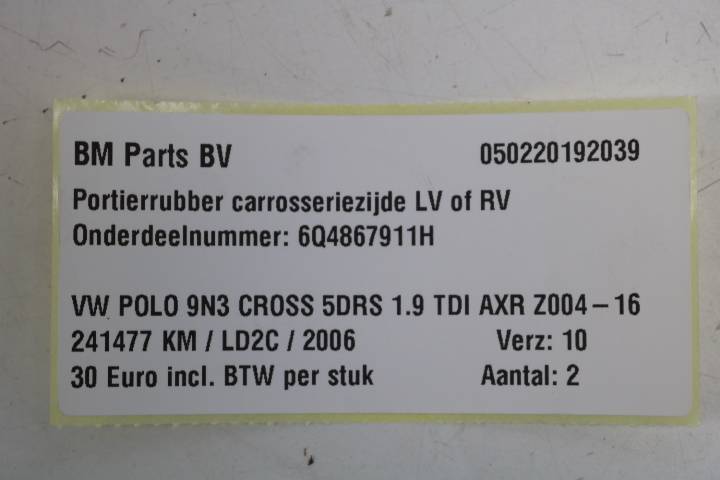 BM Parts BV 050220192039
Portierrubber carrosseriezijde LV of RV
Onderdeelnummer: 6Q4867911H
VW POLO 9N3 CROSS 5DRS 1.9 TDI AXR Z004-16
241477 KM / LD2C / 2006 Verz: 10
30 Euro incl. BTW per stuk Aantal: 2